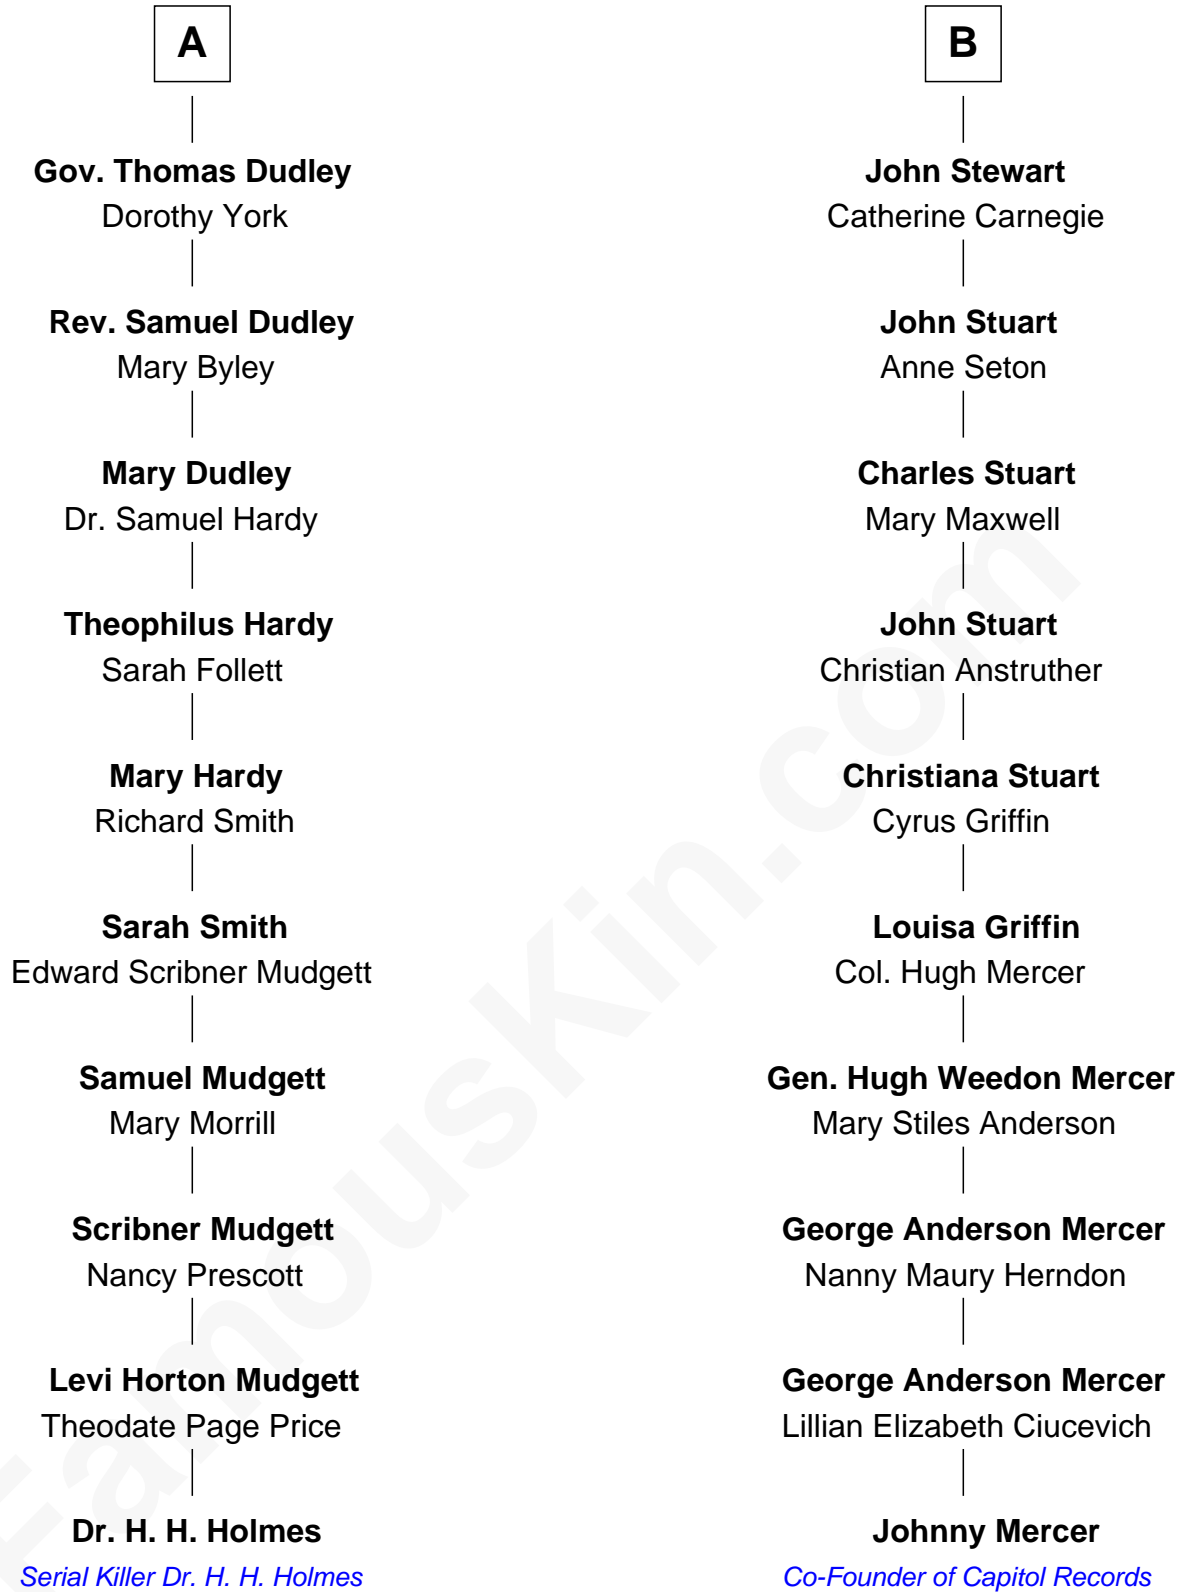 A
Gov. Thomas Dudley
Dorothy York
Rev. Samuel Dudley
Mary Byley
Mary Dudley
Dr. Samuel Hardy
Theophilus Hardy
Sarah Follett
Mary Hardy
Richard Smith
Sarah Smith
Edward Scribner Mudgett
Samuel Mudgett
Mary Morrill
Scribner Mudgett
Nancy Prescott
Levi Horton Mudgett
Theodate Page Price
Dr. H. H. Holmes
Serial Killer Dr. H. H. Holmes
B
John Stewart
Catherine Carnegie
John Stuart
Anne Seton
Charles Stuart
Mary Maxwell
John Stuart
Christian Anstruther
Christiana Stuart
Cyrus Griffin
Louisa Griffin
Col. Hugh Mercer
Gen. Hugh Weedon Mercer
Mary Stiles Anderson
George Anderson Mercer
Nanny Maury Herndon
George Anderson Mercer
Lillian Elizabeth Ciucevich
Johnny Mercer
Co-Founder of Capitol Records
FamousKin.com